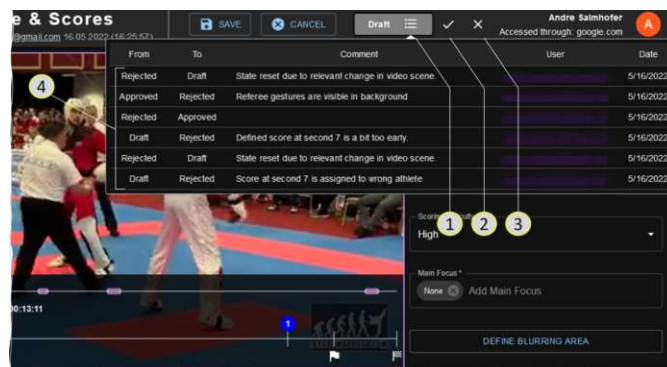 e & Scores
@gmail.com 16.05.2022 (16:25:57)
SAVE
CANCEL
Draft
Andre Salmhofer
Accessed through: google.com
A
From To Comment User Date
Rejected Draft State reset due to relevant change in video scene. 5/16/2022
Approved Rejected Referee gestures are visible in background 5/16/2022
Rejected Approved 5/16/2022
Draft Rejected Defined score at second 7 is a bit too early. 5/16/2022
Rejected Draft State reset due to relevant change in video scene. 5/16/2022
Draft Rejected Score at second 7 is assigned to wrong athlete 5/16/2022
4
1
2
3
High
Main Focus *
None Add Main Focus
00:13:11
1
DEFINE BLURRING AREA